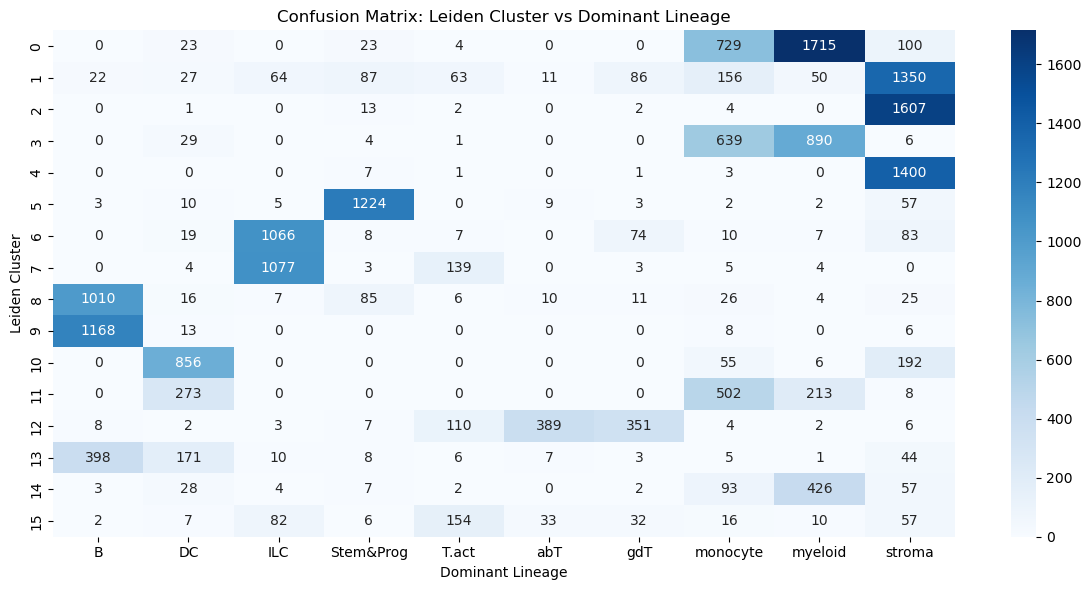 Confusion Matrix: Leiden Cluster vs Dominant Lineage
0 0 23 0 23 4 0 0 729 1715 100
1 22 27 64 87 63 11 86 156 50 1350
2 0 1 0 13 2 0 2 4 0 1607
3 0 29 0 4 1 0 0 639 890 6
4 0 0 0 7 1 0 1 3 0 1400
5 3 10 5 1224 0 9 3 2 2 57
6 0 19 1066 8 7 0 74 10 7 83
7 0 4 1077 3 139 0 3 5 4 0
8 1010 16 7 85 6 10 11 26 4 25
9 1168 13 0 0 0 0 0 8 0 6
10 0 856 0 0 0 0 0 55 6 192
11 0 273 0 0 0 0 0 502 213 8
12 8 2 3 7 110 389 351 4 2 6
13 398 171 10 8 6 7 3 5 1 44
14 3 28 4 7 2 0 2 93 426 57
15 2 7 82 6 154 33 32 16 10 57
B DC ILC Stem&Prog T.act abT gdT monocyte myeloid stroma
Dominant Lineage
Leiden Cluster
1600
1400
1200
1000
800
600
400
200
0